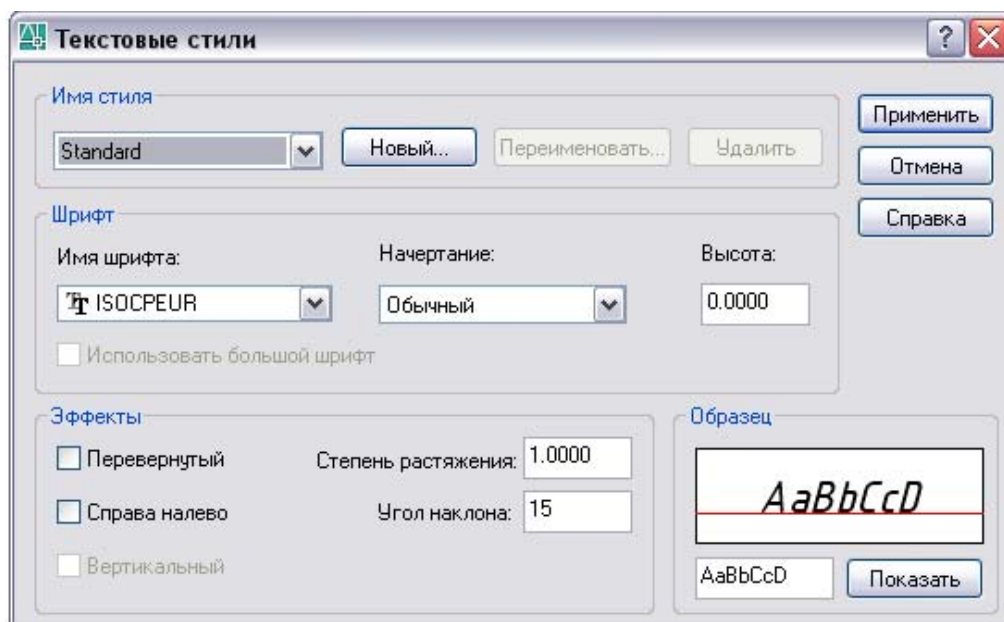 Текстовые стили
Имя стиля
Standard
Новый...
Переименовать...
Удалить
Применить
Отмена
Справка
Шрифт
Имя шрифта:
Начертание:
Высота:
ISOCPEUR
Обычный
0.0000
Использовать большой шрифт
Эффекты
Перевернутый
Степень растяжения: 1.0000
Справа налево
Угол наклона: 15
Вертикальный
Образец
AaBbCcD
AaBbCcD
Показать